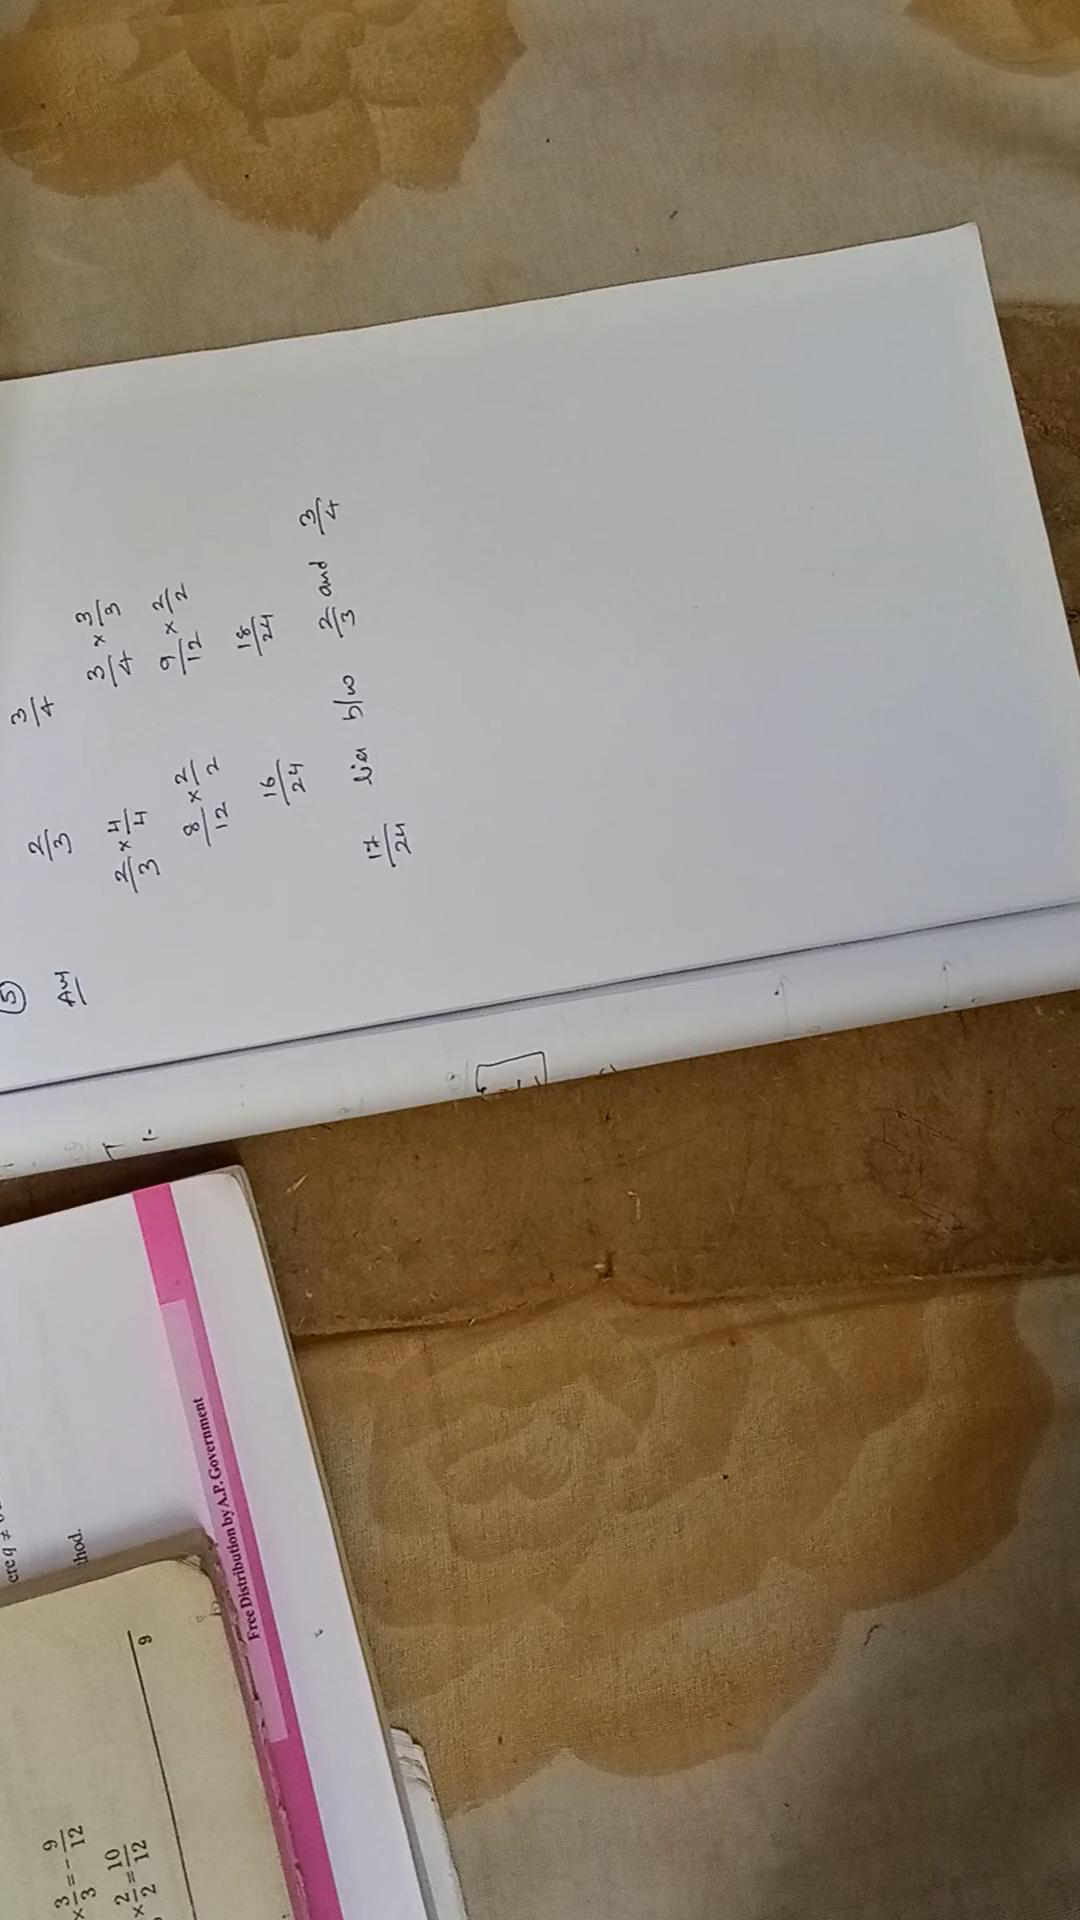 ⑤ 2/3 3/4
Ans 2/3 × 4/4 3/4 × 3/3
8/12 × 2/2 9/12 × 2/2
16/24 18/24
17/24 lia b/w 2/3 and 3/4
thod.
Free Distribution by A.P. Government
× 3/3 = - 9/12
× 2/2 = 10/12
9